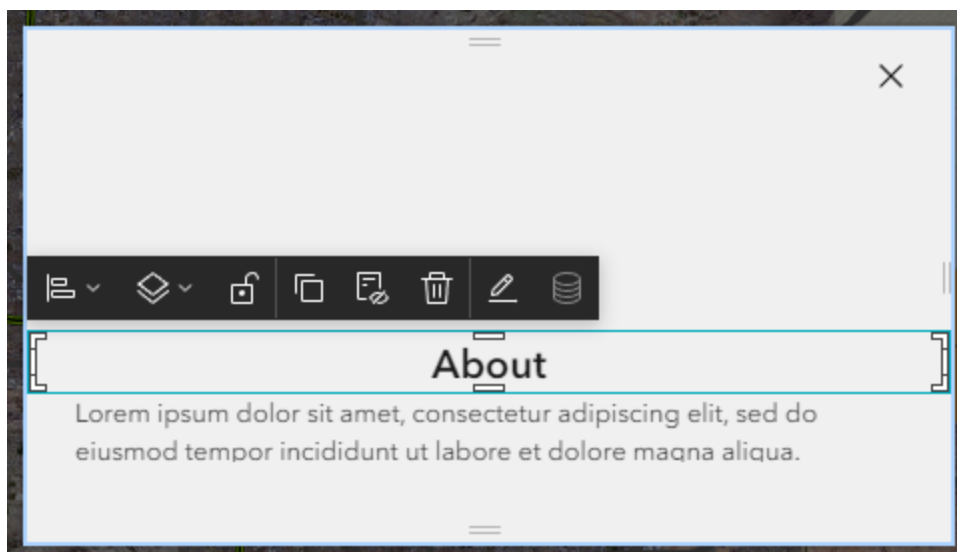 About
Lorem ipsum dolor sit amet, consectetur adipiscing elit, sed do
eiusmod tempor incididunt ut labore et dolore magna aliqua.